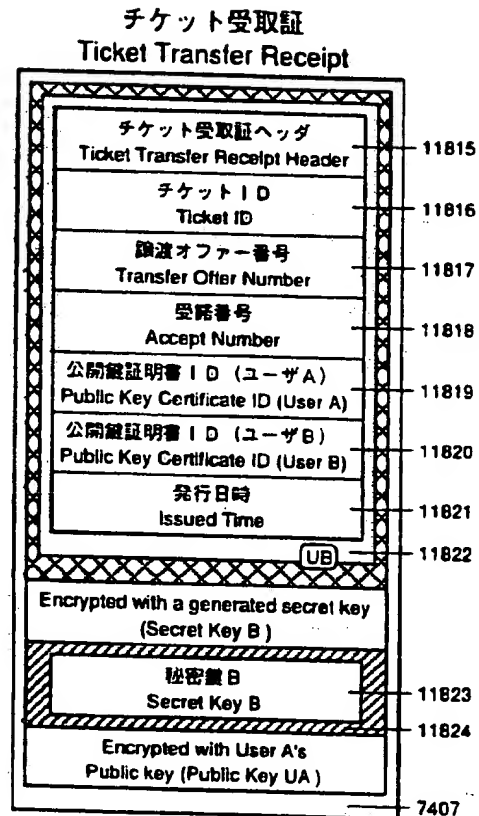 チケット受取証
Ticket Transfer Receipt
チケット受取証ヘッダ
Ticket Transfer Receipt Header
11815
チケットID
Ticket ID
11816
譲渡オファー番号
Transfer Offer Number
11817
受諾番号
Accept Number
11818
公開鍵証明書ID (ユーザA)
Public Key Certificate ID (User A)
11819
公開鍵証明書ID (ユーザB)
Public Key Certificate ID (User B)
11820
発行日時
Issued Time
11821
UB
11822
Encrypted with a generated secret key
(Secret Key B )
秘密鍵B
Secret Key B
11823
11824
Encrypted with User A's
Public key (Public Key UA )
7407